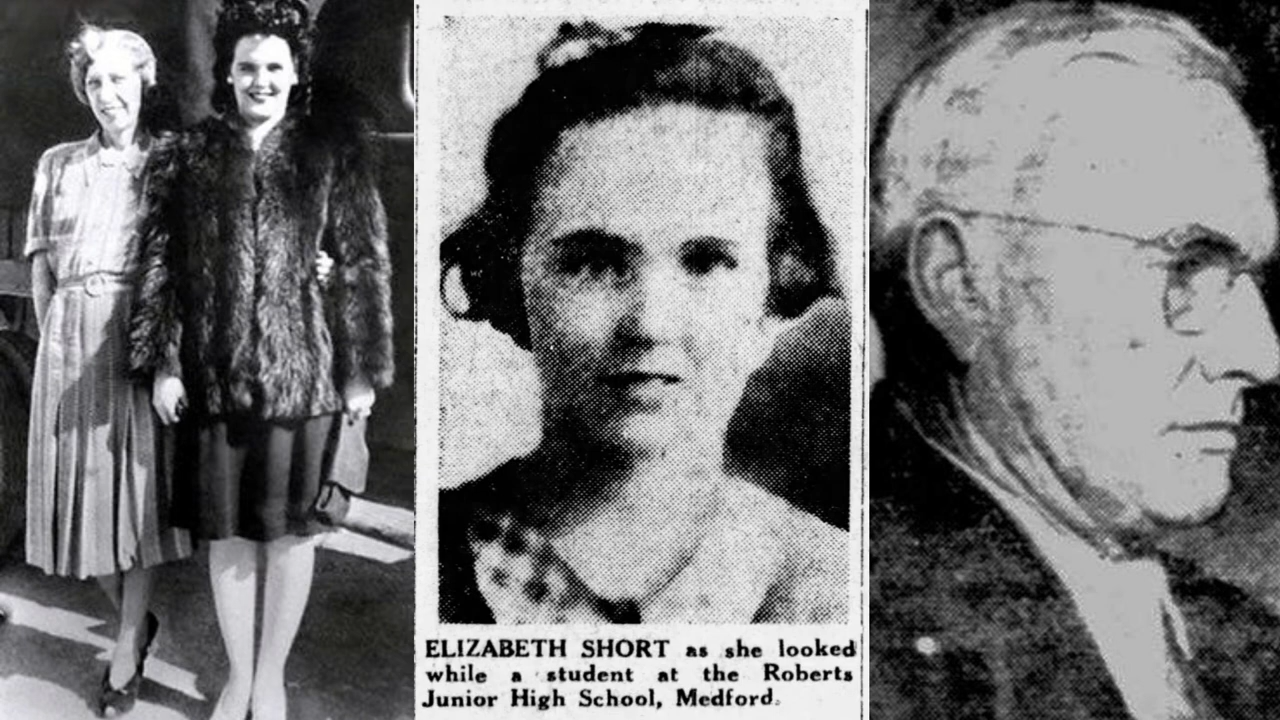 ELIZABETH SHORT as she looked
while a student at the Roberts
Junior High School, Medford.